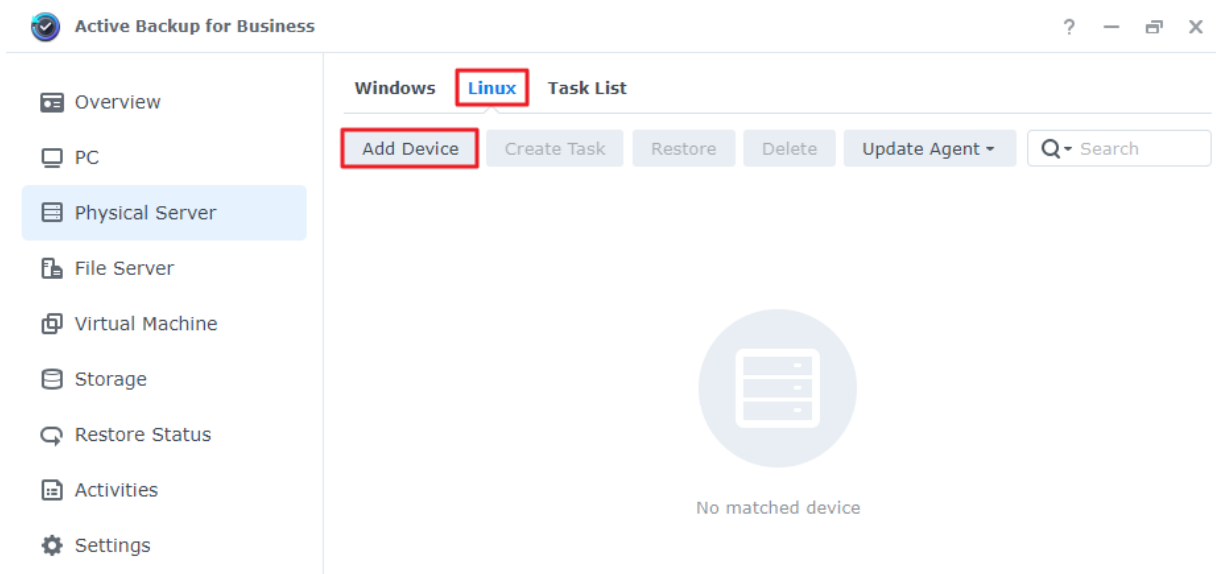 Active Backup for Business ?
Overview
PC
Physical Server
File Server
Virtual Machine
Storage
Restore Status
Activities
Settings
Windows Linux Task List
Add Device Create Task Restore Delete Update Agent Search
No matched device